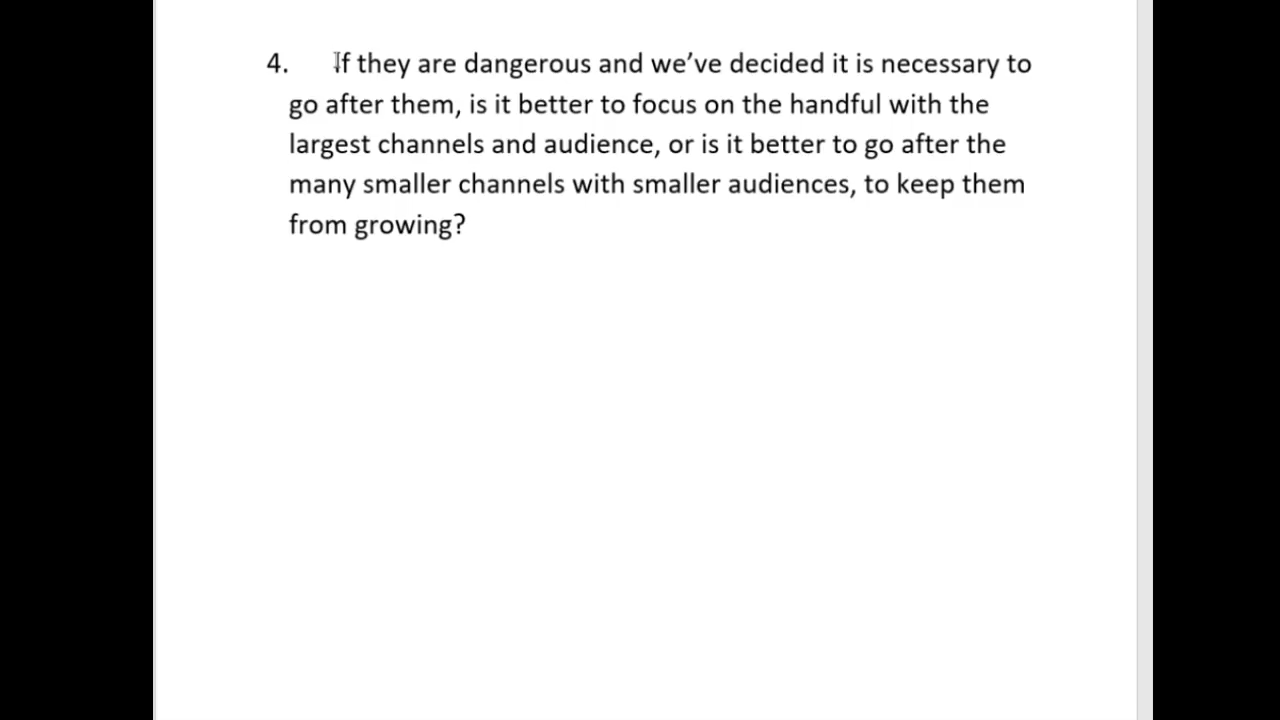 4. If they are dangerous and we’ve decided it is necessary to
go after them, is it better to focus on the handful with the
largest channels and audience, or is it better to go after the
many smaller channels with smaller audiences, to keep them
from growing?